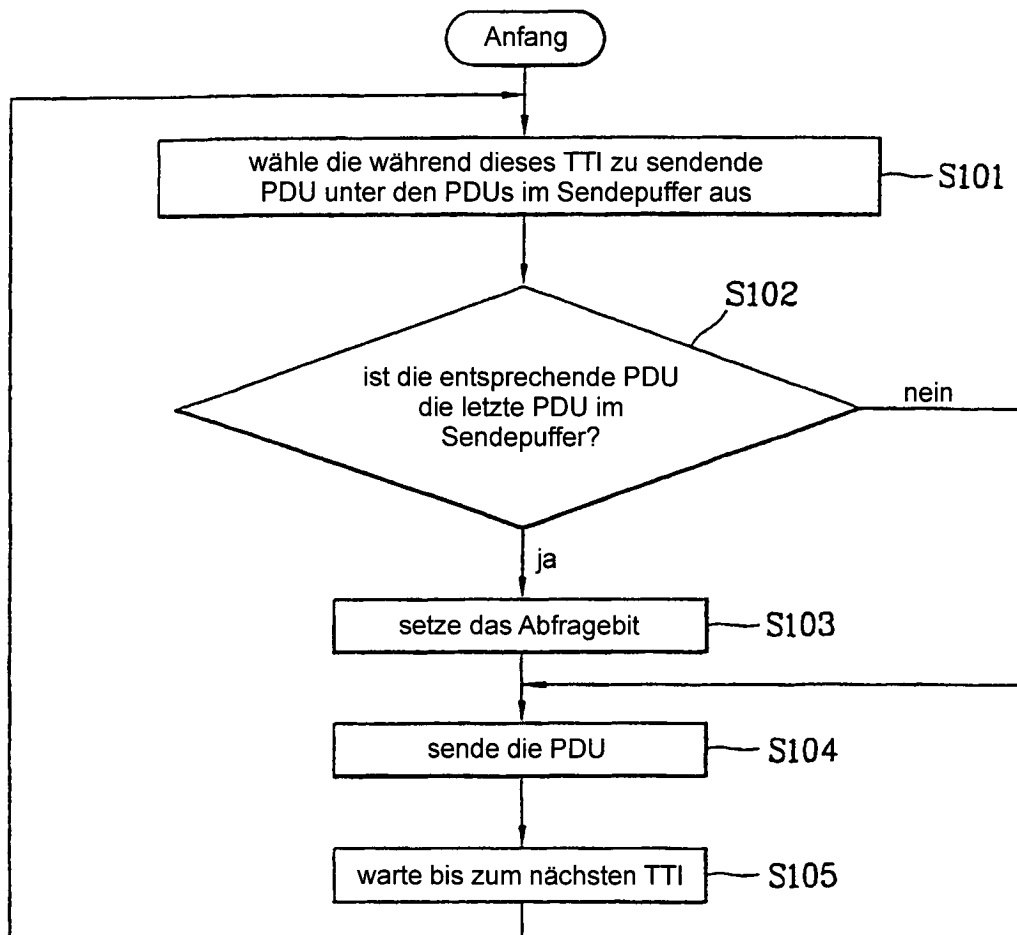 Anfang
wähle die während dieses TTI zu sendende
PDU unter den PDUs im Sendepuffer aus
S101
S102
ist die entsprechende PDU
die letzte PDU im
Sendepuffer?
nein
ja
setze das Abfragebit
S103
sende die PDU
S104
warte bis zum nächsten TTI
S105